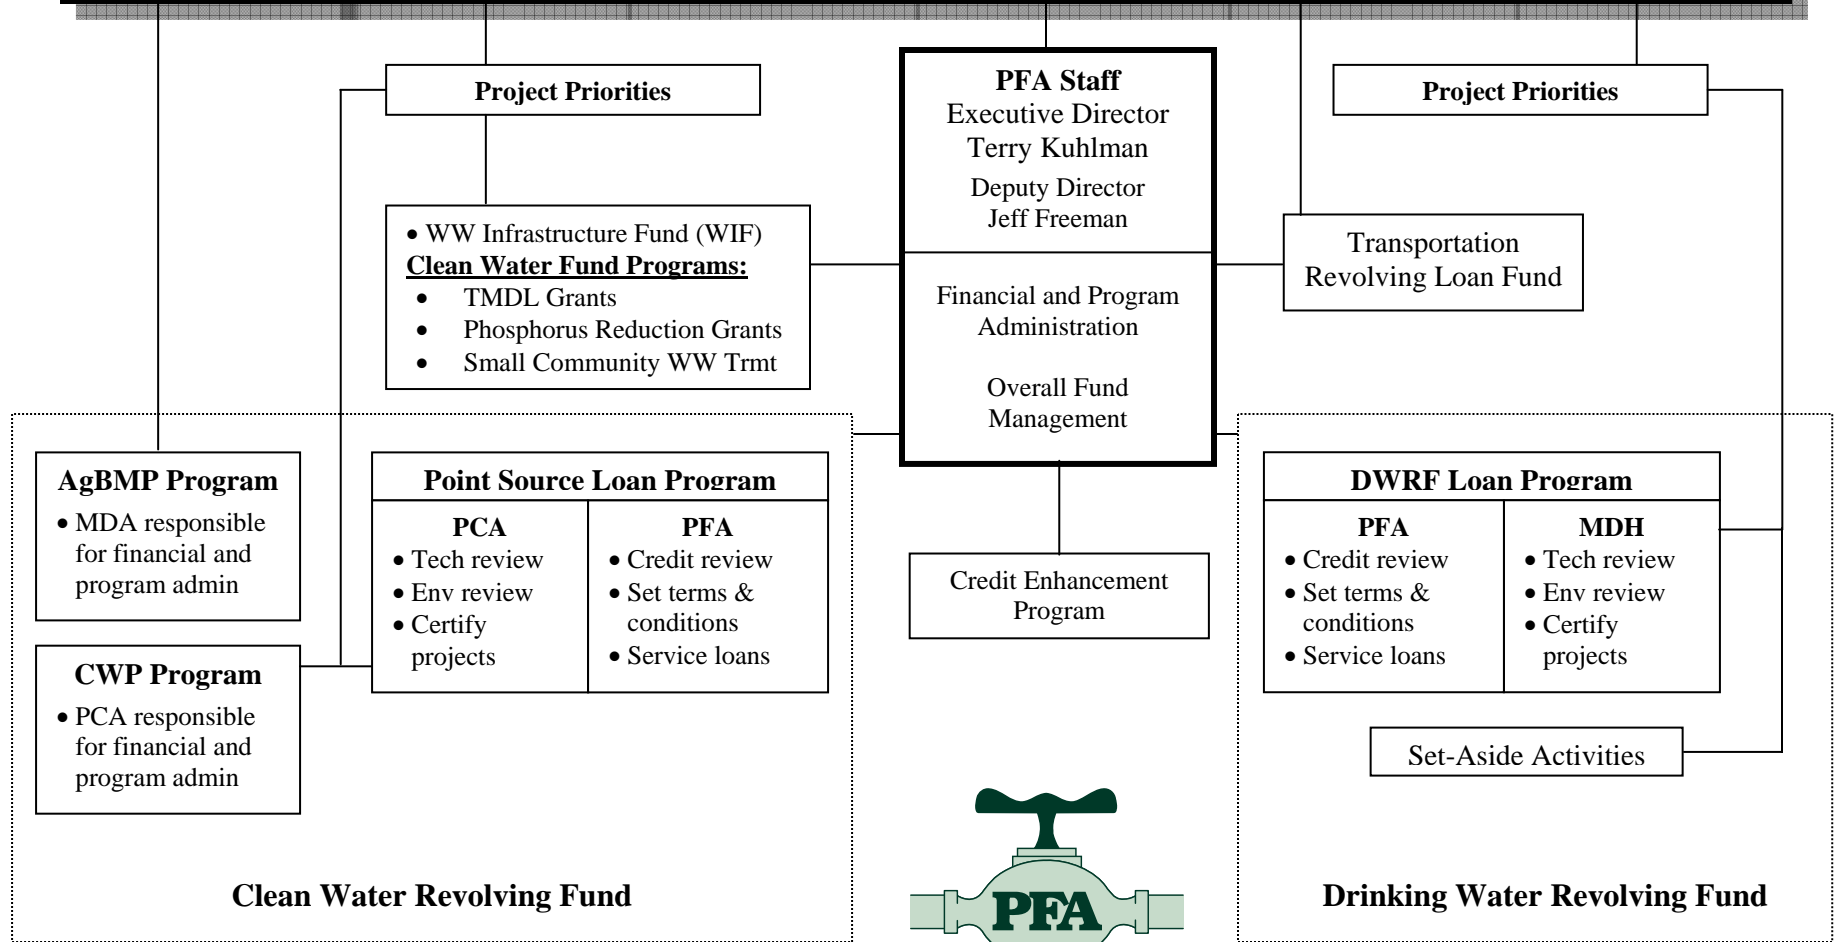 Project Priorities
PFA Staff
Executive Director
Terry Kuhlman
Deputy Director
Jeff Freeman
Financial and Program
Administration
Overall Fund
Management
Project Priorities
• WW Infrastructure Fund (WIF)
Clean Water Fund Programs:
• TMDL Grants
• Phosphorus Reduction Grants
• Small Community WW Trmt
Transportation
Revolving Loan Fund
AgBMP Program
• MDA responsible
for financial and
program admin
CWP Program
• PCA responsible
for financial and
program admin
Point Source Loan Program
PCA
• Tech review
• Env review
• Certify
projects
PFA
• Credit review
• Set terms &
conditions
• Service loans
Credit Enhancement
Program
DWRF Loan Program
PFA
• Credit review
• Set terms &
conditions
• Service loans
MDH
• Tech review
• Env review
• Certify
projects
Set-Aside Activities
Clean Water Revolving Fund
PFA
Drinking Water Revolving Fund